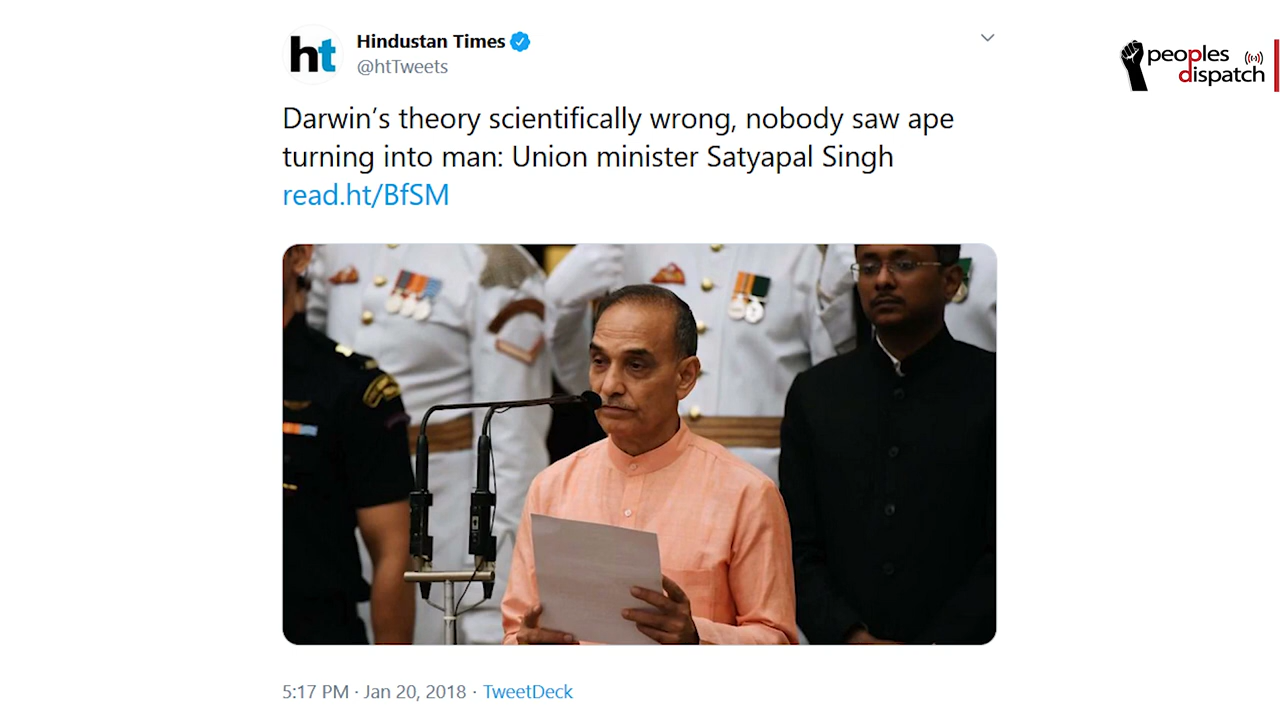 ht
Hindustan Times
@htTweets
Darwin's theory scientifically wrong, nobody saw ape
turning into man: Union minister Satyapal Singh
read.ht/BfSM
5:17 PM · Jan 20, 2018 · TweetDeck
peoples
dispatch